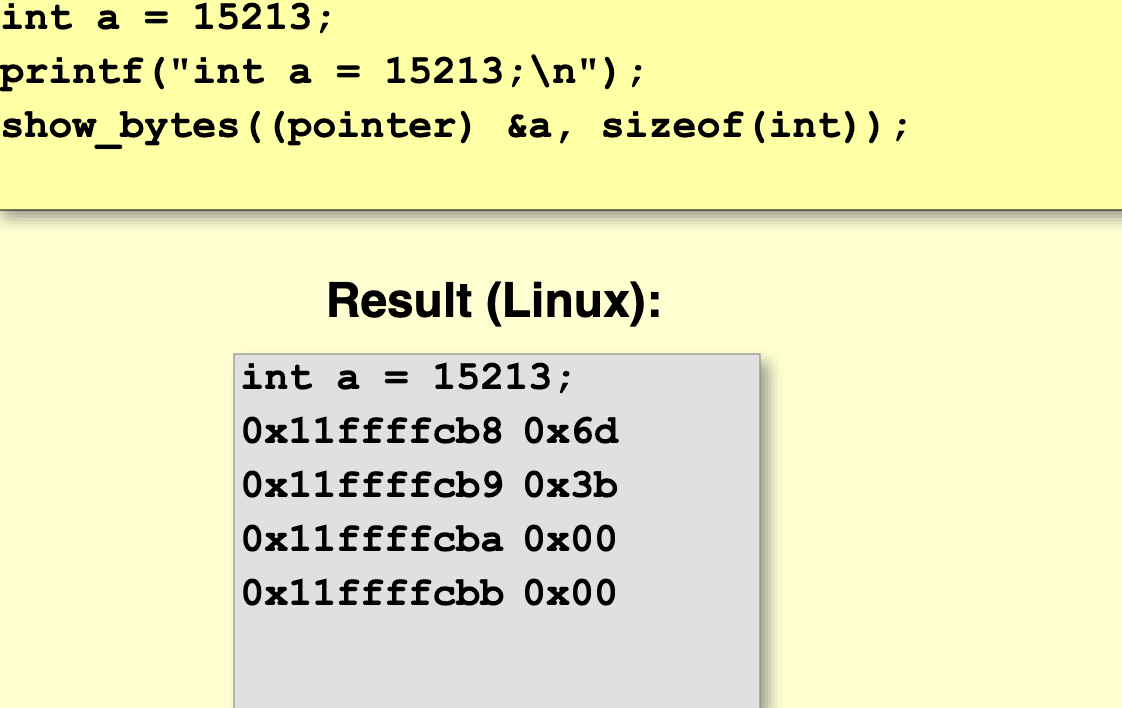 int a = 15213;
printf("int a = 15213;\n");
show_bytes((pointer) &a, sizeof(int));
Result (Linux):
int a = 15213;
0x11ffffcb8 0x6d
0x11ffffcb9 0x3b
0x11ffffcba 0x00
0x11ffffcbb 0x00